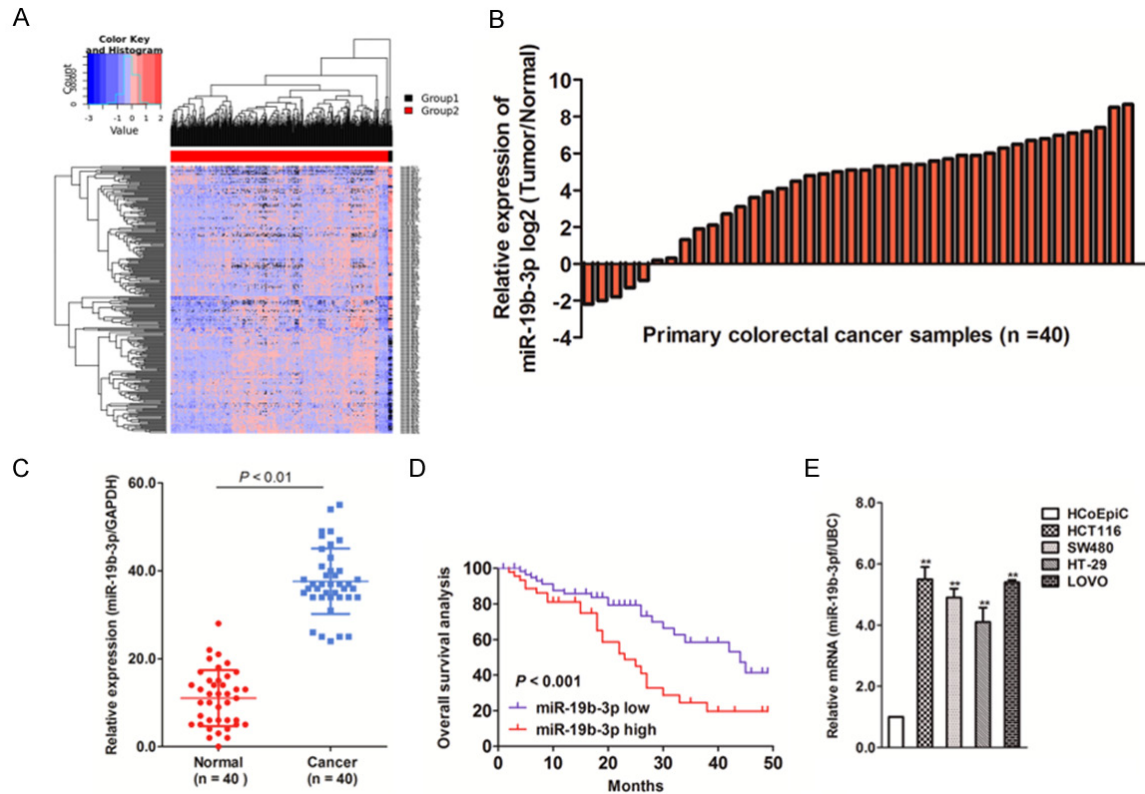 A
Color Key
and Histogram
Count
0 30000
-3 -1 0 1 2
Value
Group1
Group2
B
Relative expression of
miR-19b-3p log2 (Tumor/Normal)
10
8
6
4
2
0
-2
-4
Primary colorectal cancer samples (n =40)
C
Relative expression (miR-19b-3p/GAPDH)
P < 0.01
60.0
40.0
20.0
0.0
Normal
(n = 40 )
Cancer
(n = 40)
D
Overall survival analysis
100
80
60
40
20
0
P < 0.001
miR-19b-3p low
miR-19b-3p high
0 10 20 30 40 50
Months
E
Relative mRNA (miR-19b-3pf/UBC)
8.0
6.0
4.0
2.0
0.0
** ** ** **
HCoEpiC
HCT116
SW480
HT-29
LOVO